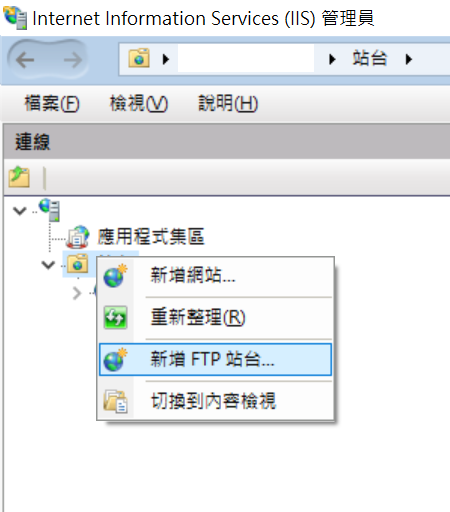 Internet Information Services (IIS) 管理員
站台
檔案(F) 檢視(V) 說明(H)
連線
應用程式集區
新增網站...
重新整理(R)
新增 FTP 站台...
切換到內容檢視